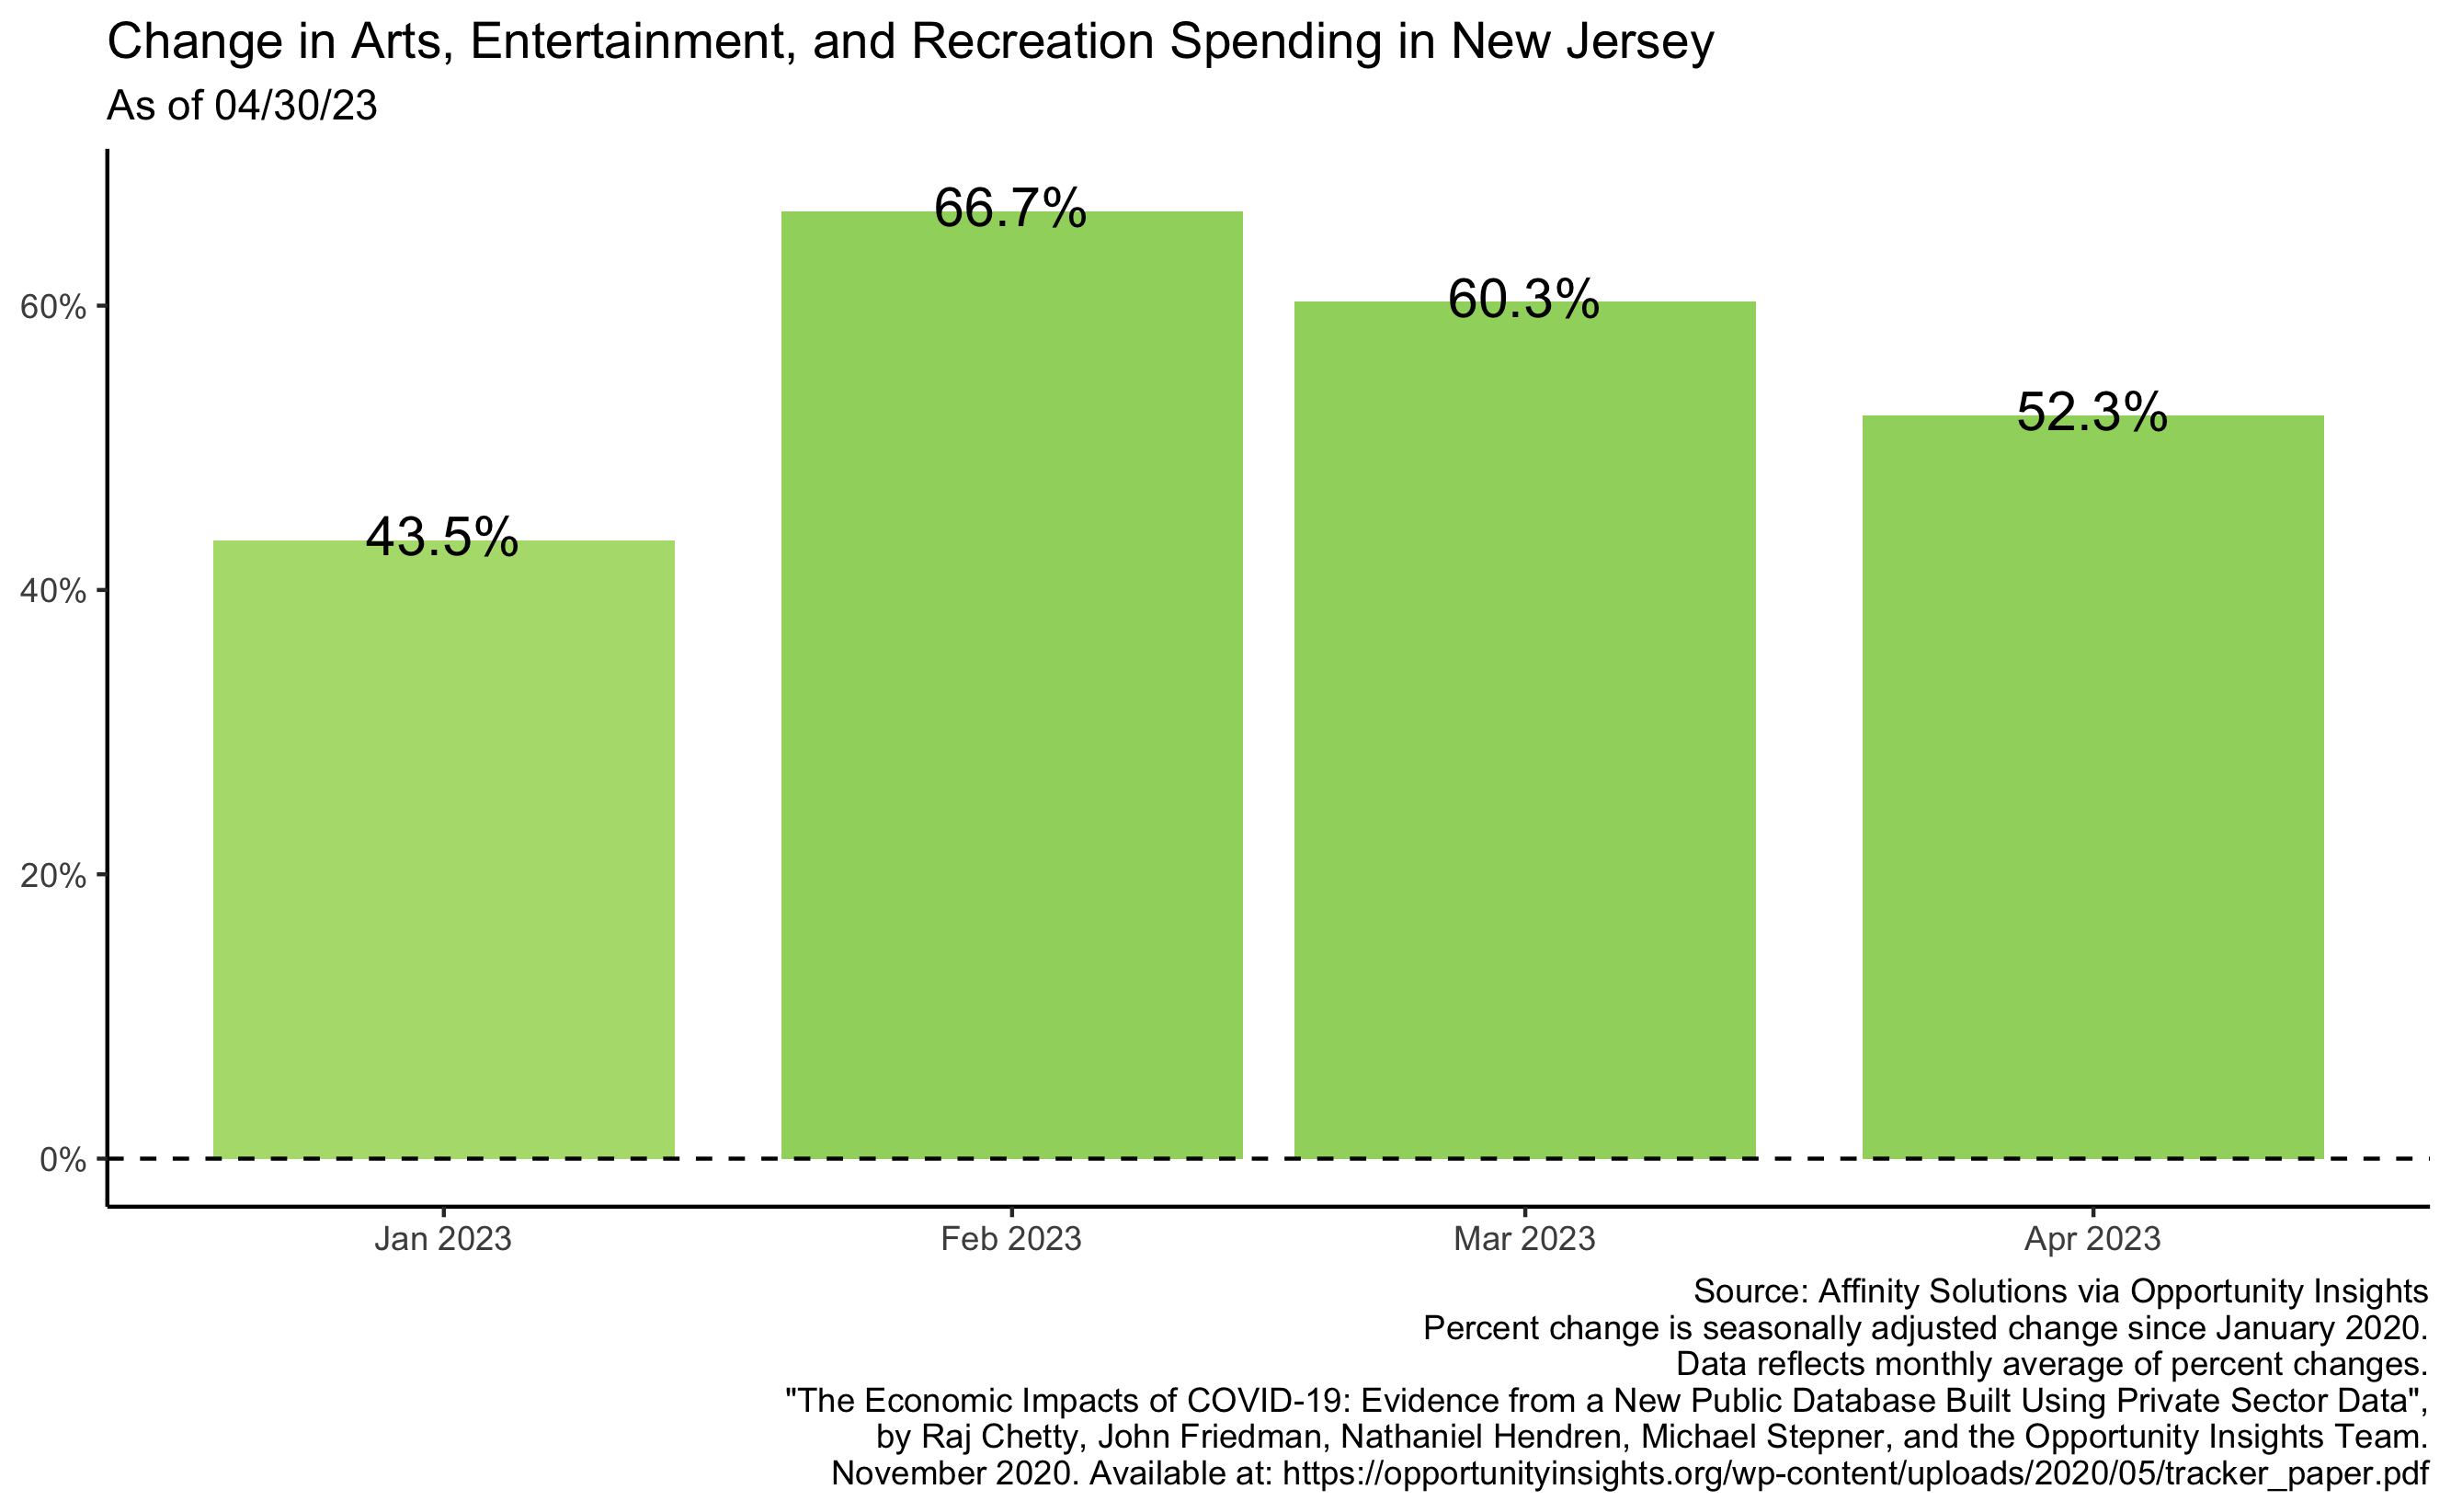 Change in Arts, Entertainment, and Recreation Spending in New Jersey
As of 04/30/23
66.7%
60.3%
52.3%
43.5%
60%
40%
20%
0%
Jan 2023
Feb 2023
Mar 2023
Apr 2023
Source: Affinity Solutions via Opportunity Insights
Percent change is seasonally adjusted change since January 2020.
Data reflects monthly average of percent changes.
"The Economic Impacts of COVID-19: Evidence from a New Public Database Built Using Private Sector Data",
by Raj Chetty, John Friedman, Nathaniel Hendren, Michael Stepner, and the Opportunity Insights Team.
November 2020. Available at: https://opportunityinsights.org/wp-content/uploads/2020/05/tracker_paper.pdf